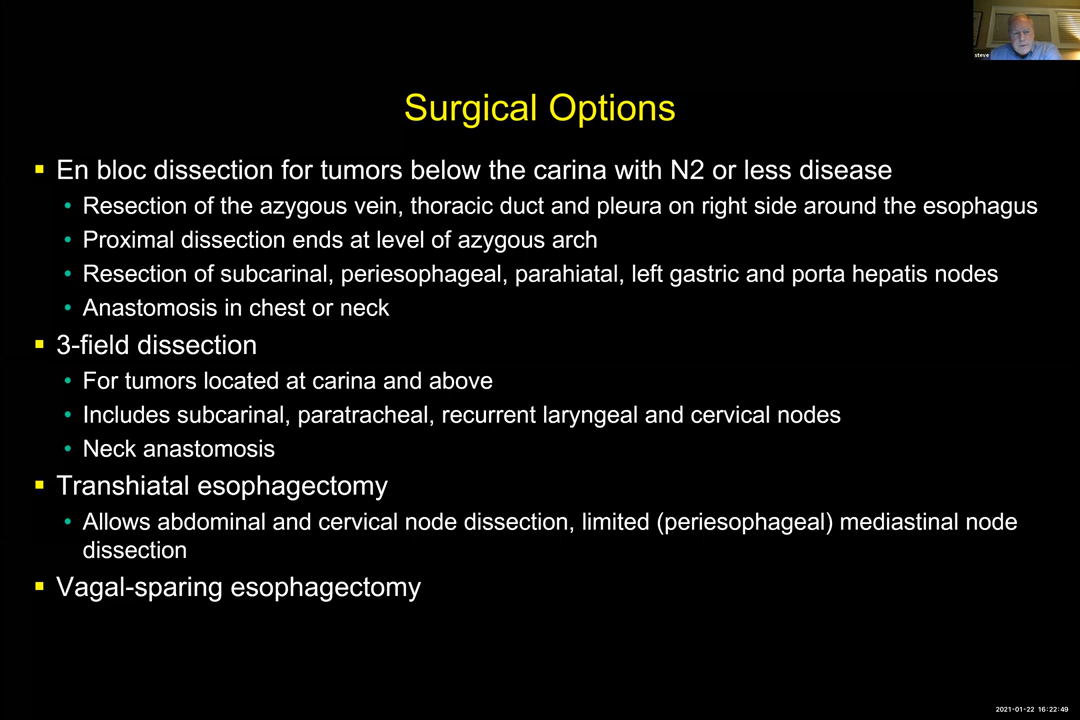 steve
Surgical Options
En bloc dissection for tumors below the carina with N2 or less disease
Resection of the azygous vein, thoracic duct and pleura on right side around the esophagus
Proximal dissection ends at level of azygous arch
Resection of subcarinal, periesophageal, parahiatal, left gastric and porta hepatis nodes
Anastomosis in chest or neck
3-field dissection
For tumors located at carina and above
Includes subcarinal, paratracheal, recurrent laryngeal and cervical nodes
Neck anastomosis
Transhiatal esophagectomy
Allows abdominal and cervical node dissection, limited (periesophageal) mediastinal node
dissection
Vagal-sparing esophagectomy
2021-01-22 16:22:49